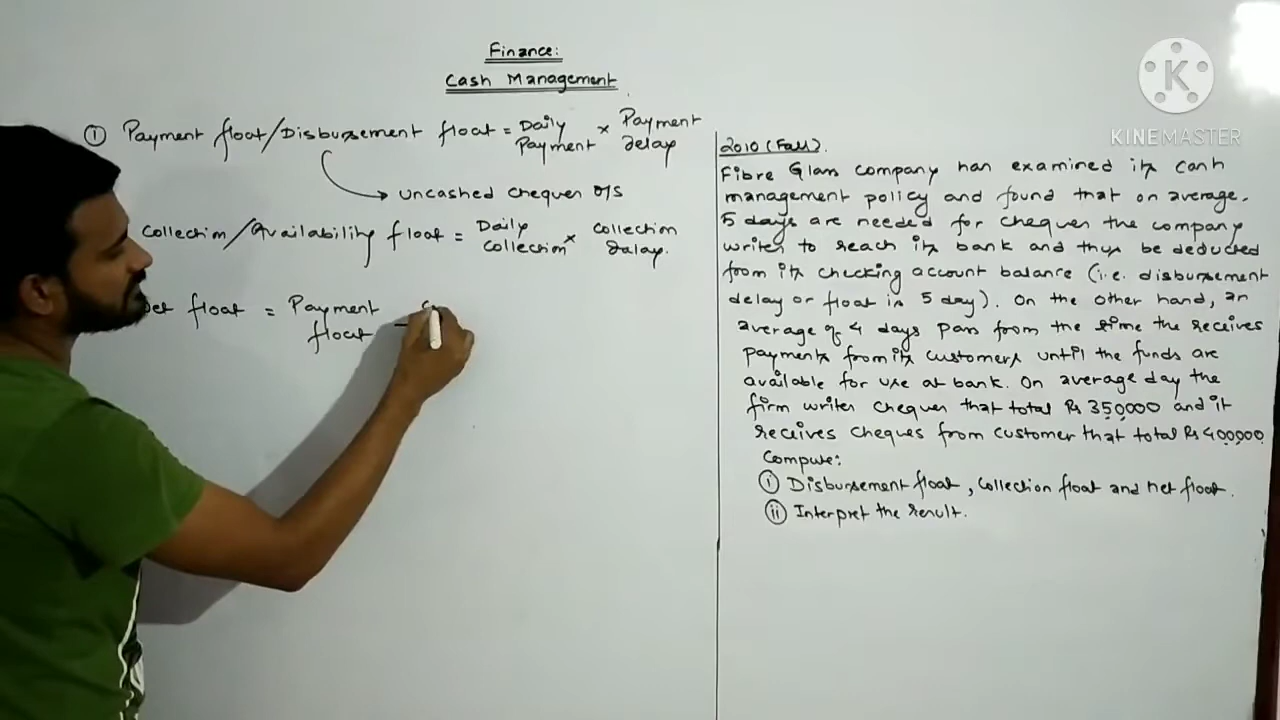 Finance:
Cash Management
① Payment float/Disbursement float = Daily Payment × Payment delay
→ uncashed cheques O/S
Collection/Availability float = Daily Collection × Collection delay.
Net float = Payment float -
2010 (Fall).
Fibre Glass company has examined its cash
management policy and found that on average.
5 days are needed for cheques the company
writes to reach its bank and thus be deducted
from its checking account balance (i.e. disbursement
delay or float is 5 day). On the other hand, an
average of 4 days pass from the time the receives
payments from its customers until the funds are
available for use at bank. On average day the
firm writes cheques that total Rs 350,000 and it
receives cheques from customer that total Rs 400,000
Compute:
ⓘ Disbursement float, Collection float and net float.
ⓘⓘ Interpret the result.
K
KINEMASTER